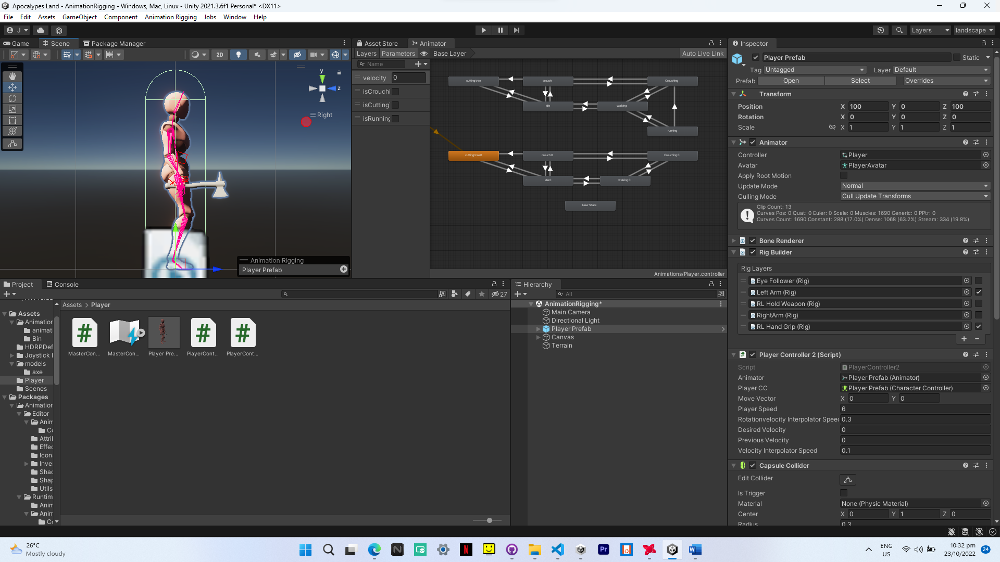 Apocalypes Land - AnimationRigging - Windows, Mac, Linux - Unity 2021.3.6f1 Personal* <DX11>
File Edit Assets GameObject Component Animation Rigging Jobs Window Help
J Layers landscape
Game Scene Package Manager
2D
y
z
Right
Animation Rigging
Player Prefab
Asset Store Animator
Layers Parameters Base Layer Auto Live Link
Name
velocity 0
isCrouchi
isCutting
isRunning
cutting tree crouch Crouching
idle walking
running
cutting tree 0 crouch 0 Crouching 0
idle 0 walking 0
New State
Animations/Player.controller
Project Console
27
Assets
Animation
animat
Bin
HDRPDef
Joystick
models
axe
Player
Scenes
Packages
Animation
Editor
Anim
Co
Attril
Effec
Icon
Inve
Shac
Shap
Utils
Runtim
Anim
Anim
Co
Assets > Player
MasterCon... MasterCon... Player Pre... PlayerCont... PlayerCont...
Hierarchy
All
AnimationRigging*
Main Camera
Directional Light
Player Prefab
Canvas
Terrain
Inspector
Player Prefab Static
Tag Untagged Layer Default
Prefab Open Select Overrides
Transform
Position X 100 Y 0 Z 100
Rotation X 0 Y 0 Z 0
Scale X 1 Y 1 Z 1
Animator
Controller Player
Avatar PlayerAvatar
Apply Root Motion
Update Mode Normal
Culling Mode Cull Update Transforms
Clip Count: 13
Curves Pos: 0 Quat: 0 Euler: 0 Scale: 0 Muscles: 1690 Generic: 0 PPtr: 0
Curves Count: 1690 Constant: 288 (17.0%) Dense: 1068 (63.2%) Stream: 334 (19.8%)
Bone Renderer
Rig Builder
Rig Layers
Eye Follower (Rig)
Left Arm (Rig)
RL Hold Weapon (Rig)
RightArm (Rig)
RL Hand Grip (Rig)
Player Controller 2 (Script)
Script PlayerController2
Animator Player Prefab (Animator)
Player CC Player Prefab (Character Controller)
Move Vector X 0 Y 0
Player Speed 6
Rotationvelocity Interpolator Speed 0.3
Desired Velocity 0
Previous Velocity 0
Velocity Interpolator Speed 0.1
Capsule Collider
Edit Collider
Is Trigger
Material None (Physic Material)
Center X 0 Y 1 Z 0
Radius 0.3
26°C
Mostly cloudy
ENG
US
10:32 pm
23/10/2022
24